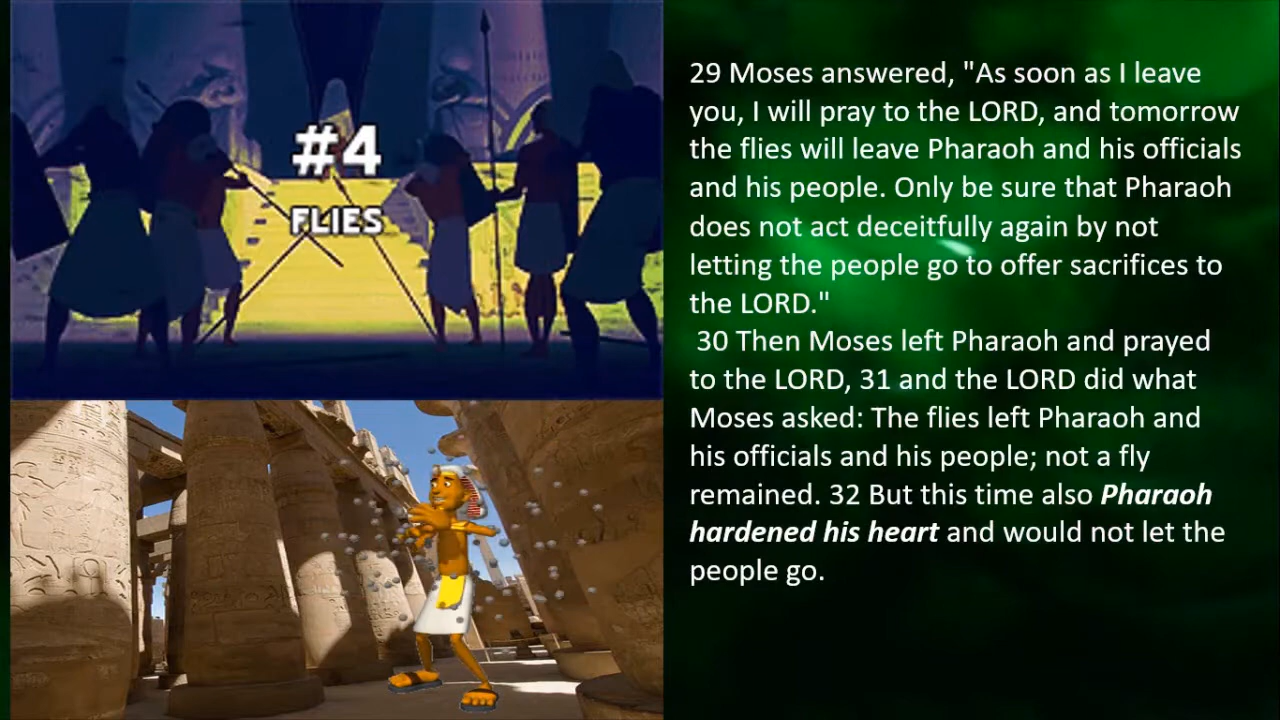 #4
FLIES
29 Moses answered, "As soon as I leave
you, I will pray to the LORD, and tomorrow
the flies will leave Pharaoh and his officials
and his people. Only be sure that Pharaoh
does not act deceitfully again by not
letting the people go to offer sacrifices to
the LORD."
30 Then Moses left Pharaoh and prayed
to the LORD, 31 and the LORD did what
Moses asked: The flies left Pharaoh and
his officials and his people; not a fly
remained. 32 But this time also Pharaoh
hardened his heart and would not let the
people go.